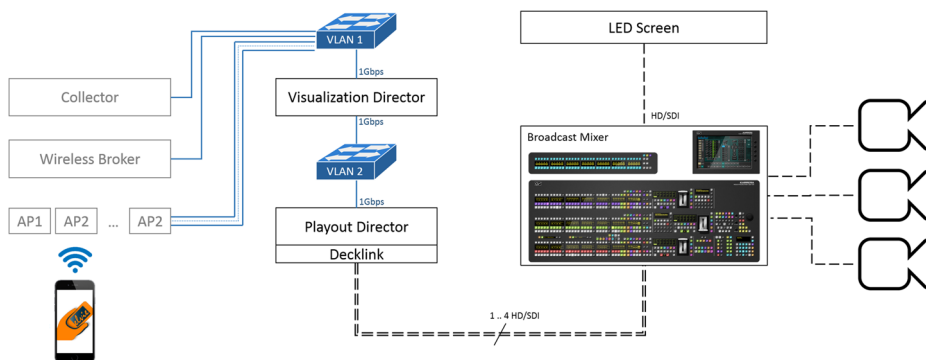 VLAN 1
1Gbps
Collector
Visualization Director
1Gbps
Wireless Broker
VLAN 2
1Gbps
AP1 AP2 ... AP2
Playout Director
Decklink
LED Screen
HD/SDI
Broadcast Mixer
1 .. 4 HD/SDI